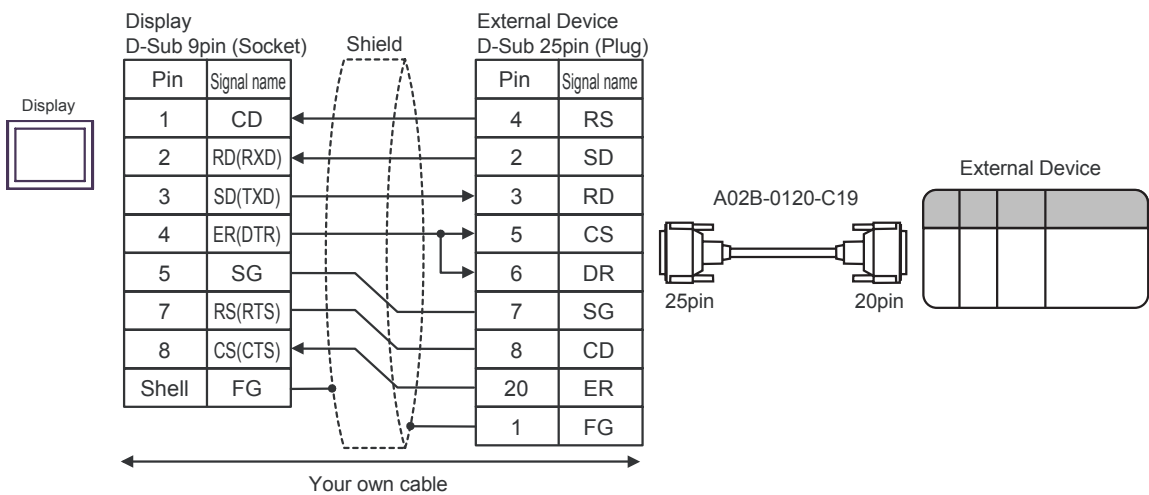 Display
D-Sub 9pin (Socket)
Shield
External Device
D-Sub 25pin (Plug)
Pin Signal name Pin Signal name
1 CD 4 RS
2 RD(RXD) 2 SD
3 SD(TXD) 3 RD
4 ER(DTR) 5 CS
5 SG 6 DR
7 RS(RTS) 7 SG
8 CS(CTS) 8 CD
Shell FG 20 ER
1 FG
Your own cable
Display
A02B-0120-C19
25pin 20pin
External Device